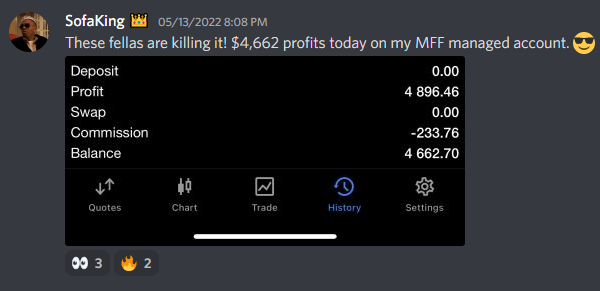 SofaKing 05/13/2022 8:08 PM
These fellas are killing it! $4,662 profits today on my MFF managed account.
Deposit 0.00
Profit 4 896.46
Swap 0.00
Commission -233.76
Balance 4 662.70
Quotes Chart Trade History Settings
3 2